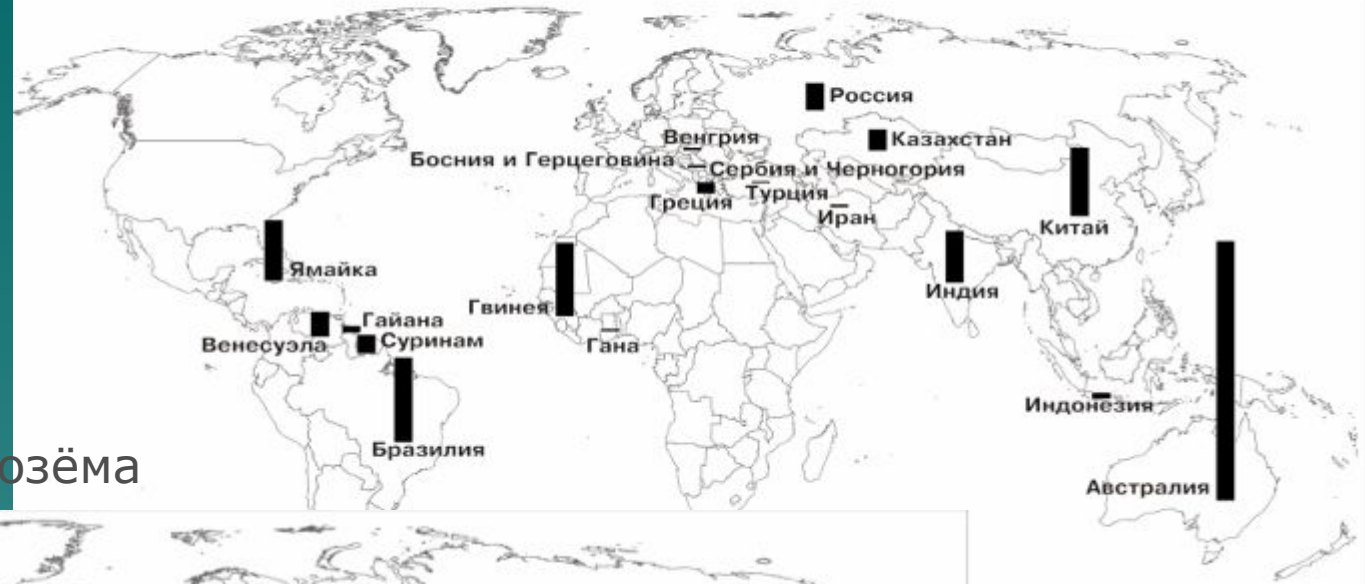 Россия
Венгрия
Казахстан
Босния и Герцеговина
Сербия и Черногория
Греция
Турция
Иран
Китай
Ямайка
Индия
Гвинея
Гайана
Венесуэла
Суринам
Гана
Индонезия
Бразилия
озёма
Австралия